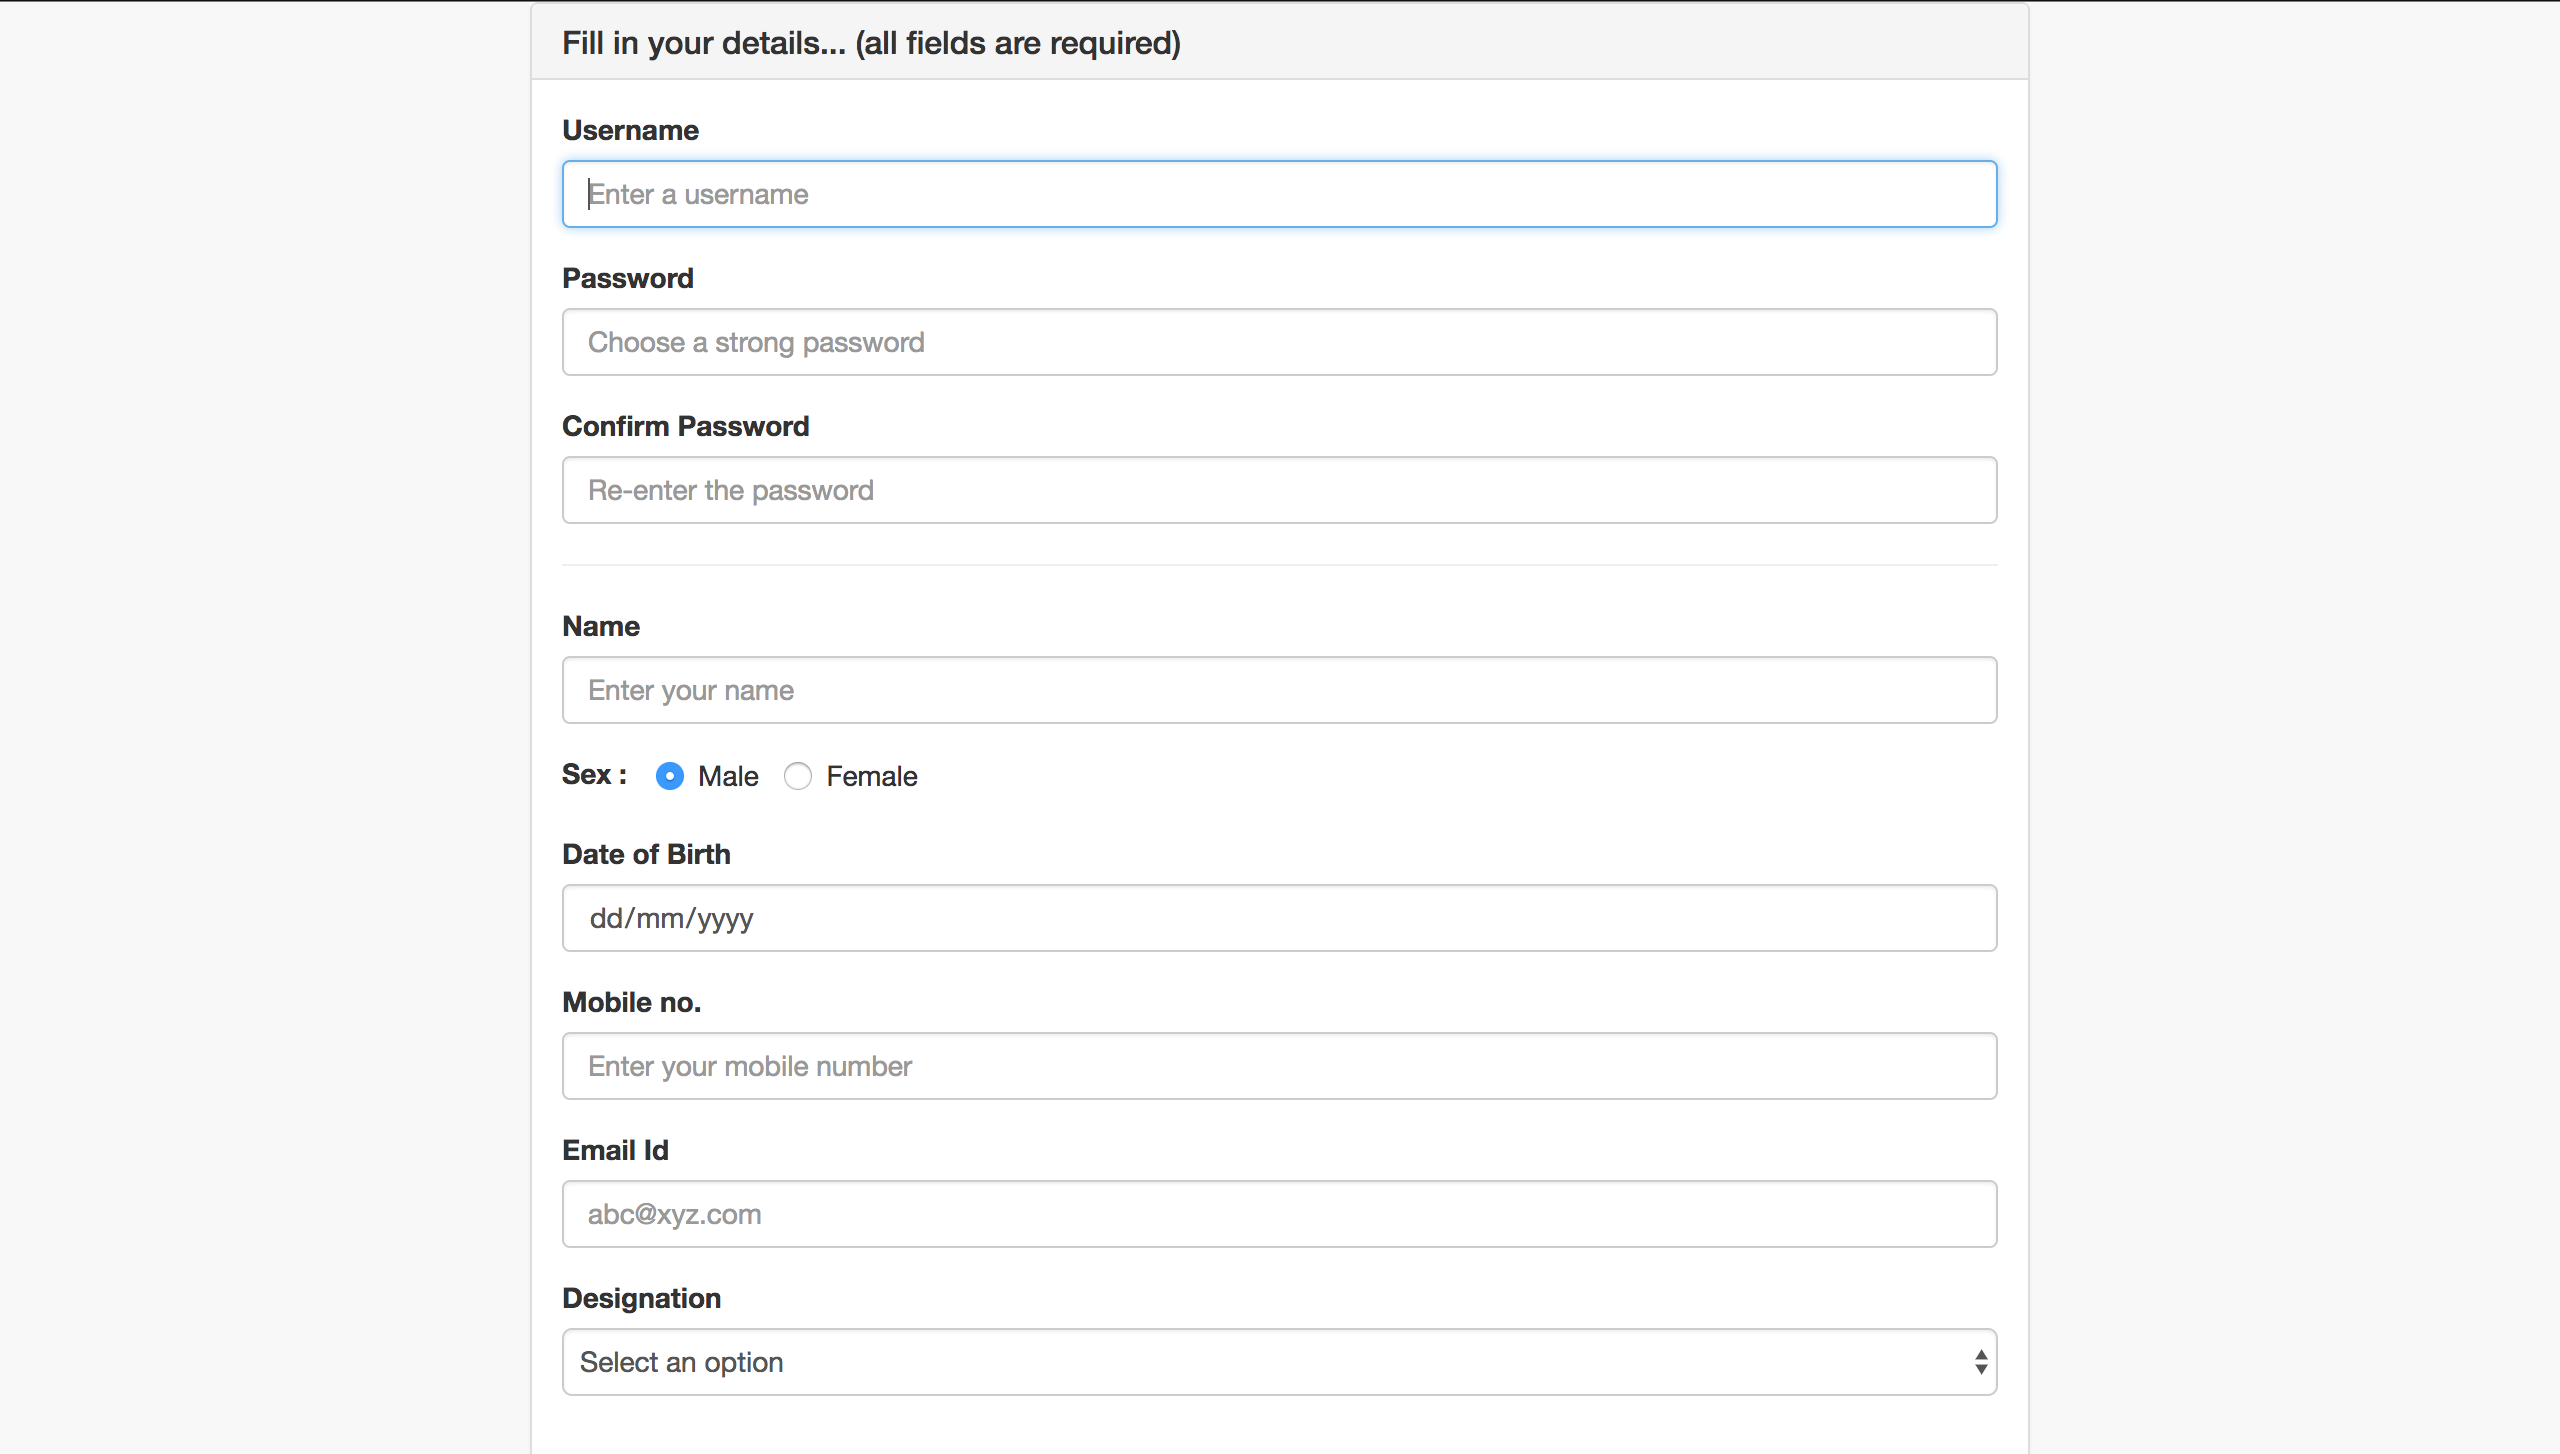 Fill in your details... (all fields are required)
Username
Enter a username
Password
Choose a strong password
Confirm Password
Re-enter the password
Name
Enter your name
Sex : Male Female
Date of Birth
dd/mm/yyyy
Mobile no.
Enter your mobile number
Email Id
abc@xyz.com
Designation
Select an option